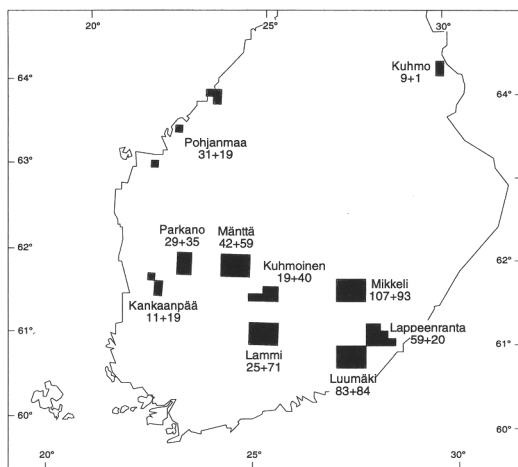 20°
25°
30°
Kuhmo
9+1
64°
64°
Pohjanmaa
31+19
63°
63°
Parkano
29+35
Mänttä
42+59
62°
62°
Kuhmoinen
19+40
Mikkeli
107+93
Kankaanpää
11+19
Lappeenranta
59+20
61°
61°
Lammi
25+71
Luumäki
83+84
60°
60°
20°
25°
30°